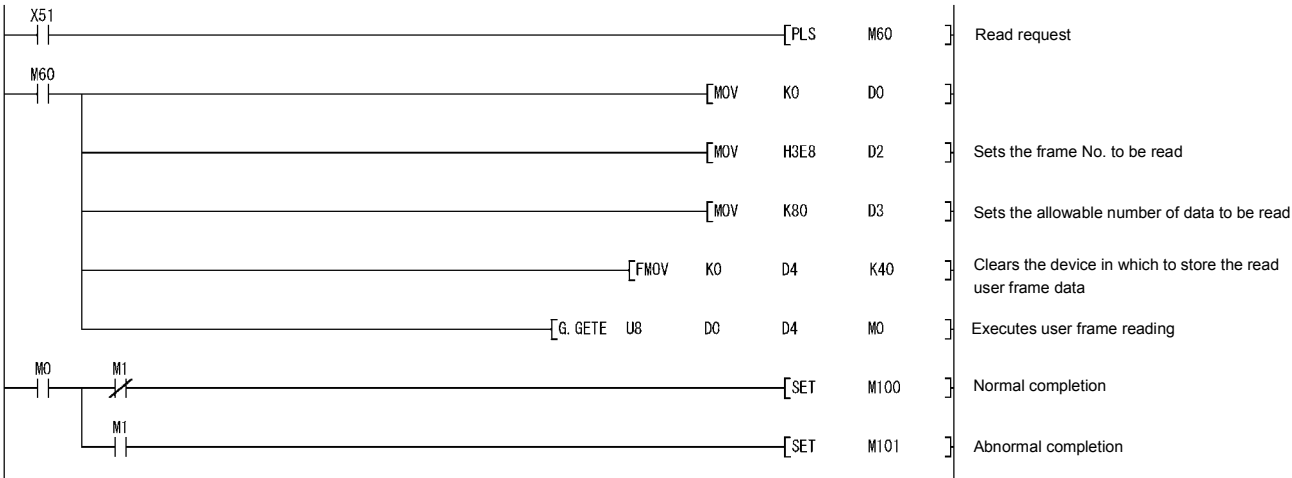 X51
[PLS M60 ] Read request
M60
[MOV K0 D0 ]
[MOV H3E8 D2 ] Sets the frame No. to be read
[MOV K80 D3 ] Sets the allowable number of data to be read
[FMOV K0 D4 K40 ] Clears the device in which to store the read
user frame data
[G. GETE U8 D0 D4 M0 ] Executes user frame reading
M0 M1
[SET M100 ] Normal completion
M1
[SET M101 ] Abnormal completion